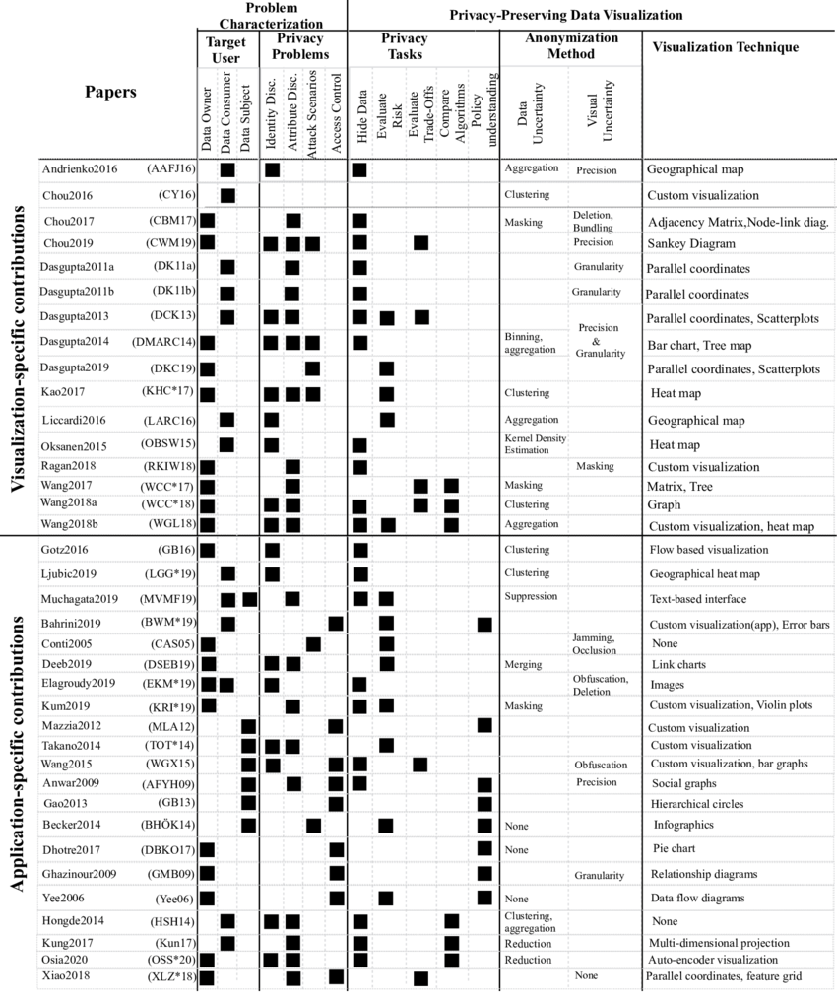 Problem Characterization
Privacy-Preserving Data Visualization
Papers
Target User
Privacy Problems
Privacy Tasks
Anonymization Method
Visualization Technique
Data Owner
Data Consumer
Data Subject
Identity Disc.
Attribute Disc.
Attack Scenarios
Access Control
Hide Data
Evaluate Risk
Evaluate Trade-Offs
Compare Algorithms
Policy understanding
Data Uncertainty
Visual Uncertainty
Visualization-specific contributions
Andrienko2016 (AAFJ16) Aggregation Precision Geographical map
Chou2016 (CY16) Clustering Custom visualization
Chou2017 (CBM17) Masking Deletion, Bundling Adjacency Matrix,Node-link diag.
Chou2019 (CWM19) Precision Sankey Diagram
Dasgupta2011a (DK11a) Granularity Parallel coordinates
Dasgupta2011b (DK11b) Granularity Parallel coordinates
Dasgupta2013 (DCK13) Parallel coordinates, Scatterplots
Precision & Granularity
Dasgupta2014 (DMARC14) Binning, aggregation Bar chart, Tree map
Dasgupta2019 (DKC19) Parallel coordinates, Scatterplots
Kao2017 (KHC*17) Clustering Heat map
Liccardi2016 (LARC16) Aggregation Geographical map
Oksanen2015 (OBSW15) Kernel Density Estimation Heat map
Ragan2018 (RKIW18) Masking Custom visualization
Wang2017 (WCC*17) Masking Matrix, Tree
Wang2018a (WCC*18) Clustering Graph
Wang2018b (WGL18) Aggregation Custom visualization, heat map
Application-specific contributions
Gotz2016 (GB16) Clustering Flow based visualization
Ljubic2019 (LGG*19) Clustering Geographical heat map
Muchagata2019 (MVMF19) Suppression Text-based interface
Bahrini2019 (BWM*19) Custom visualization(app), Error bars
Conti2005 (CAS05) Jamming, Occlusion None
Deeb2019 (DSEB19) Merging Link charts
Elagroudy2019 (EKM*19) Obfuscation, Deletion Images
Kum2019 (KRI*19) Masking Custom visualization, Violin plots
Mazzia2012 (MLA12) Custom visualization
Takano2014 (TOT*14) Custom visualization
Wang2015 (WGX15) Obfuscation Custom visualization, bar graphs
Anwar2009 (AFYH09) Precision Social graphs
Gao2013 (GB13) Hierarchical circles
Becker2014 (BHÖK14) None Infographics
Dhotre2017 (DBKO17) None Pie chart
Ghazinour2009 (GMB09) Granularity Relationship diagrams
Yee2006 (Yee06) None Data flow diagrams
Hongde2014 (HSH14) Clustering, aggregation None
Kung2017 (Kun17) Reduction Multi-dimensional projection
Osia2020 (OSS*20) Reduction Auto-encoder visualization
Xiao2018 (XLZ*18) None Parallel coordinates, feature grid